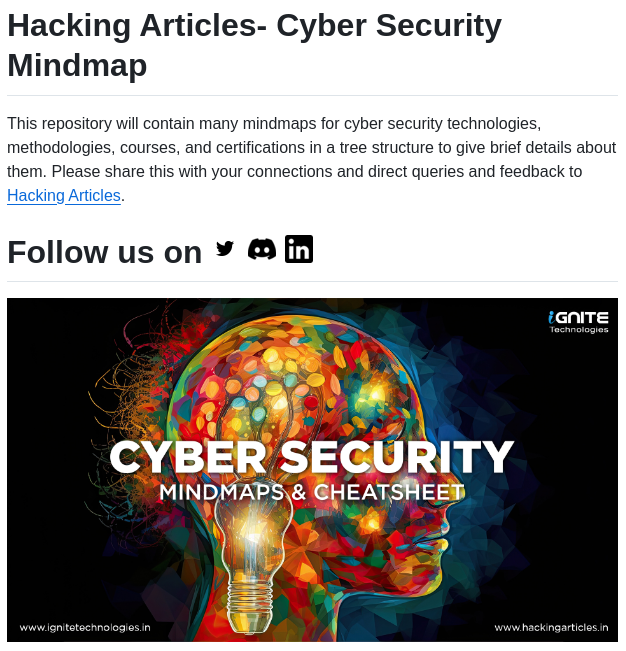 Hacking Articles- Cyber Security
Mindmap
This repository will contain many mindmaps for cyber security technologies,
methodologies, courses, and certifications in a tree structure to give brief details about
them. Please share this with your connections and direct queries and feedback to
Hacking Articles.
Follow us on
iGNITE
Technologies
CYBER SECURITY
MINDMAPS & CHEATSHEET
www.ignitetechnologies.in
www.hackingarticles.in